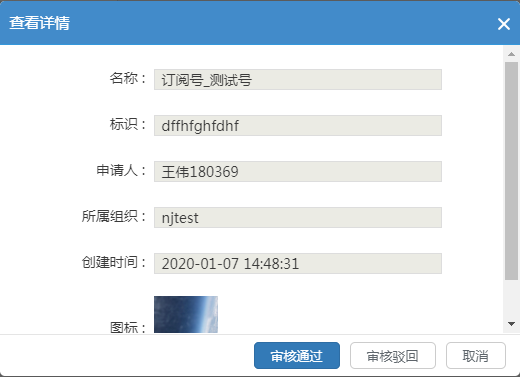 查看详情
名称： 订阅号_测试号
标识： dffhfghfdhf
申请人： 王伟180369
所属组织： njtest
创建时间： 2020-01-07 14:48:31
图标：
审核通过 审核驳回 取消